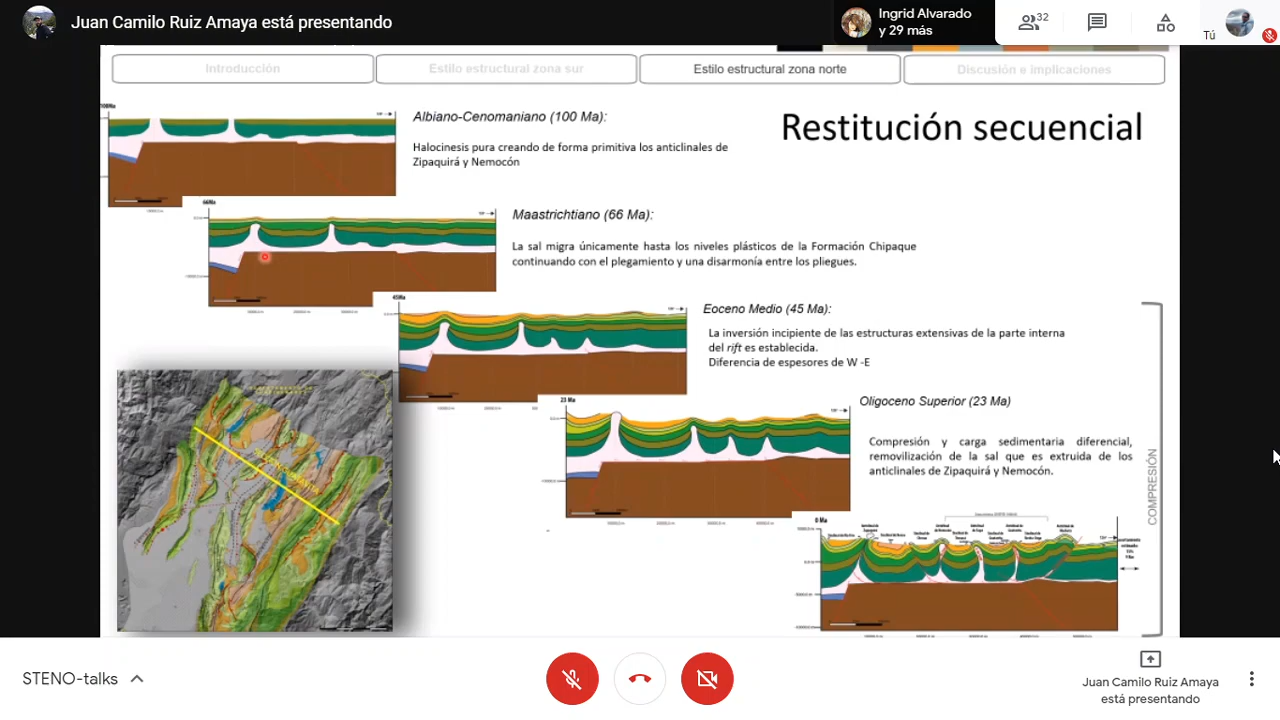 Juan Camilo Ruiz Amaya está presentando
Ingrid Alvarado
y 29 más
32
Tú
Introducción
Estilo estructural zona sur
Estilo estructural zona norte
Discusión e implicaciones
Restitución secuencial
Albiano-Cenomaniano (100 Ma):
Halocinesis pura creando de forma primitiva los anticlinales de
Zipaquirá y Nemocón
66Ma
Maastrichtiano (66 Ma):
La sal migra únicamente hasta los niveles plásticos de la Formación Chipaque
continuando con el plegamiento y una disarmonía entre los pliegues.
45Ma
Eoceno Medio (45 Ma):
La inversión incipiente de las estructuras extensivas de la parte interna
del rift es establecida.
Diferencia de espesores de W -E
23 Ma
Oligoceno Superior (23 Ma)
Compresión y carga sedimentaria diferencial,
removilización de la sal que es extruida de los
anticlinales de Zipaquirá y Nemocón.
0 Ma
COMPRESIÓN
STENO-talks
Juan Camilo Ruiz Amaya
está presentando